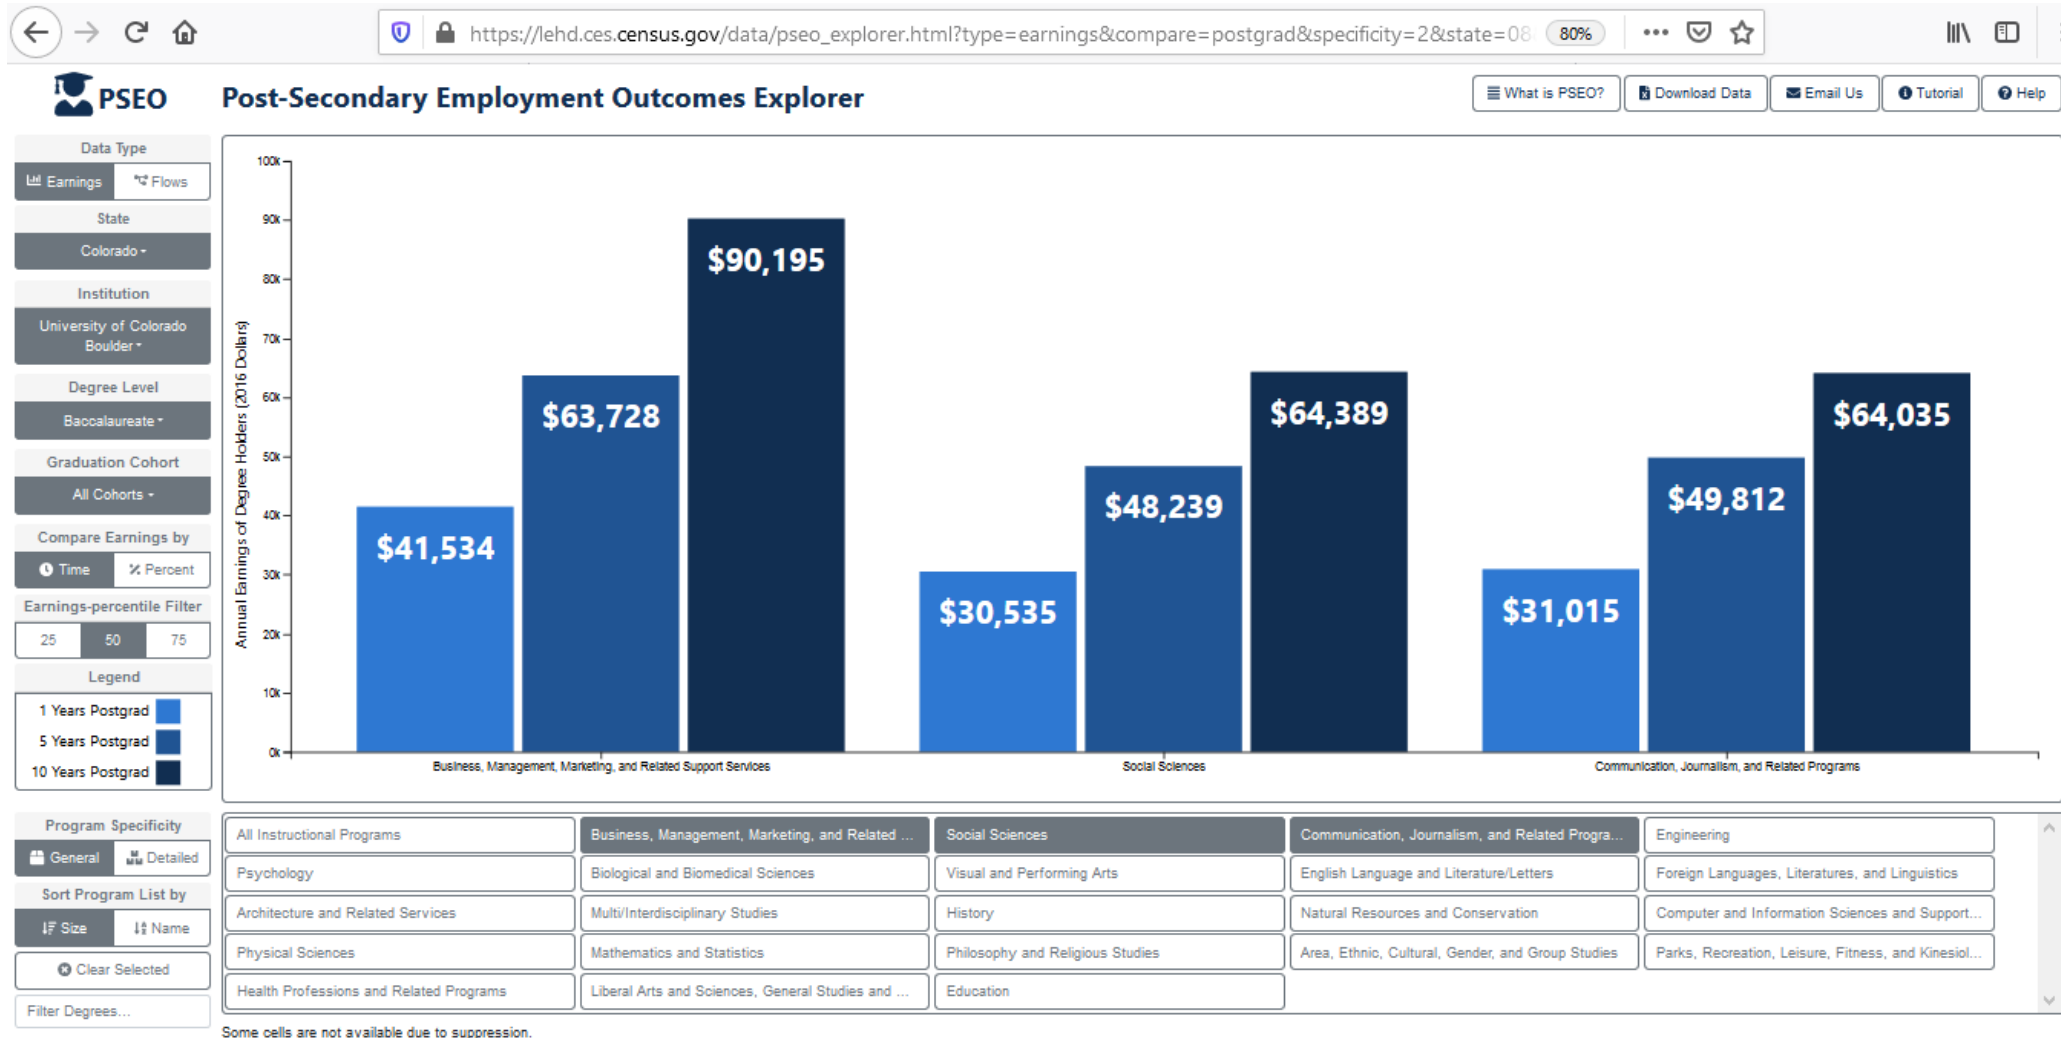 https://lehd.ces.census.gov/data/pseo_explorer.html?type=earnings&compare=postgrad&specificity=2&state=08
80%
PSEO
Post-Secondary Employment Outcomes Explorer
What is PSEO?
Download Data
Email Us
Tutorial
Help
Data Type
Earnings
Flows
State
Colorado
Institution
University of Colorado
Boulder
Degree Level
Baccalaureate
Graduation Cohort
All Cohorts
Compare Earnings by
Time
Percent
Earnings-percentile Filter
25 50 75
Legend
1 Years Postgrad
5 Years Postgrad
10 Years Postgrad
Annual Earnings of Degree Holders (2016 Dollars)
100k
90k
80k
70k
60k
50k
40k
30k
20k
10k
0k
$41,534
$63,728
$90,195
Business, Management, Marketing, and Related Support Services
$30,535
$48,239
$64,389
Social Sciences
$31,015
$49,812
$64,035
Communication, Journalism, and Related Programs
Program Specificity
General
Detailed
Sort Program List by
Size
Name
Clear Selected
Filter Degrees...
All Instructional Programs
Business, Management, Marketing, and Related ...
Social Sciences
Communication, Journalism, and Related Progra...
Engineering
Psychology
Biological and Biomedical Sciences
Visual and Performing Arts
English Language and Literature/Letters
Foreign Languages, Literatures, and Linguistics
Architecture and Related Services
Multi/Interdisciplinary Studies
History
Natural Resources and Conservation
Computer and Information Sciences and Support...
Physical Sciences
Mathematics and Statistics
Philosophy and Religious Studies
Area, Ethnic, Cultural, Gender, and Group Studies
Parks, Recreation, Leisure, Fitness, and Kinesiol...
Health Professions and Related Programs
Liberal Arts and Sciences, General Studies and ...
Education
Some cells are not available due to suppression.